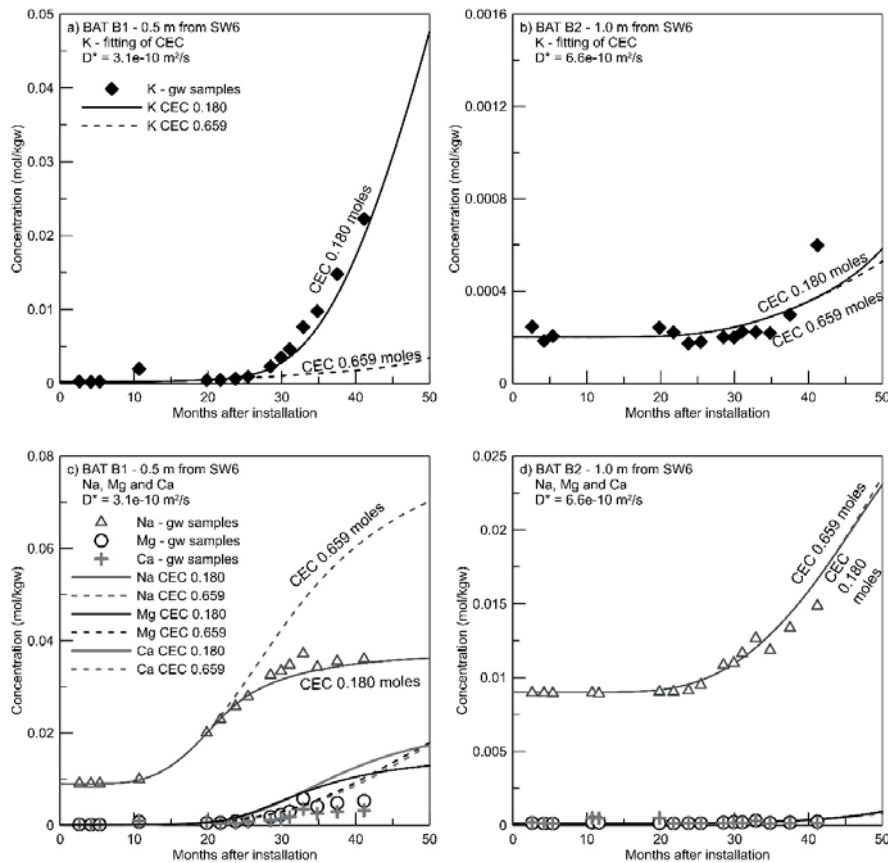 a) BAT B1 - 0.5 m from SW6
K - fitting of CEC
D* = 3.1e-10 m²/s
K - gw samples
K CEC 0.180
K CEC 0.659
CEC 0.180 moles
CEC 0.659 moles
0.05
0.04
0.03
0.02
0.01
0
Concentration (mol/kgw)
0 10 20 30 40 50
Months after installation
b) BAT B2 - 1.0 m from SW6
K - fitting of CEC
D* = 6.6e-10 m²/s
CEC 0.180 moles
CEC 0.659 moles
0.0016
0.0012
0.0008
0.0004
0
Concentration (mol/kgw)
0 10 20 30 40 50
Months after installation
c) BAT B1 - 0.5 m from SW6
Na, Mg and Ca
D* = 3.1e-10 m²/s
Na - gw samples
Mg - gw samples
Ca - gw samples
Na CEC 0.180
Na CEC 0.659
Mg CEC 0.180
Mg CEC 0.659
Ca CEC 0.180
Ca CEC 0.659
CEC 0.659 moles
CEC 0.180 moles
0.08
0.06
0.04
0.02
0
Concentration (mol/kgw)
0 10 20 30 40 50
Months after installation
d) BAT B2 - 1.0 m from SW6
Na, Mg and Ca
D* = 6.6e-10 m²/s
CEC 0.659 moles
CEC
0.180
moles
0.025
0.02
0.015
0.01
0.005
0
Concentration (mol/kgw)
0 10 20 30 40 50
Months after installation